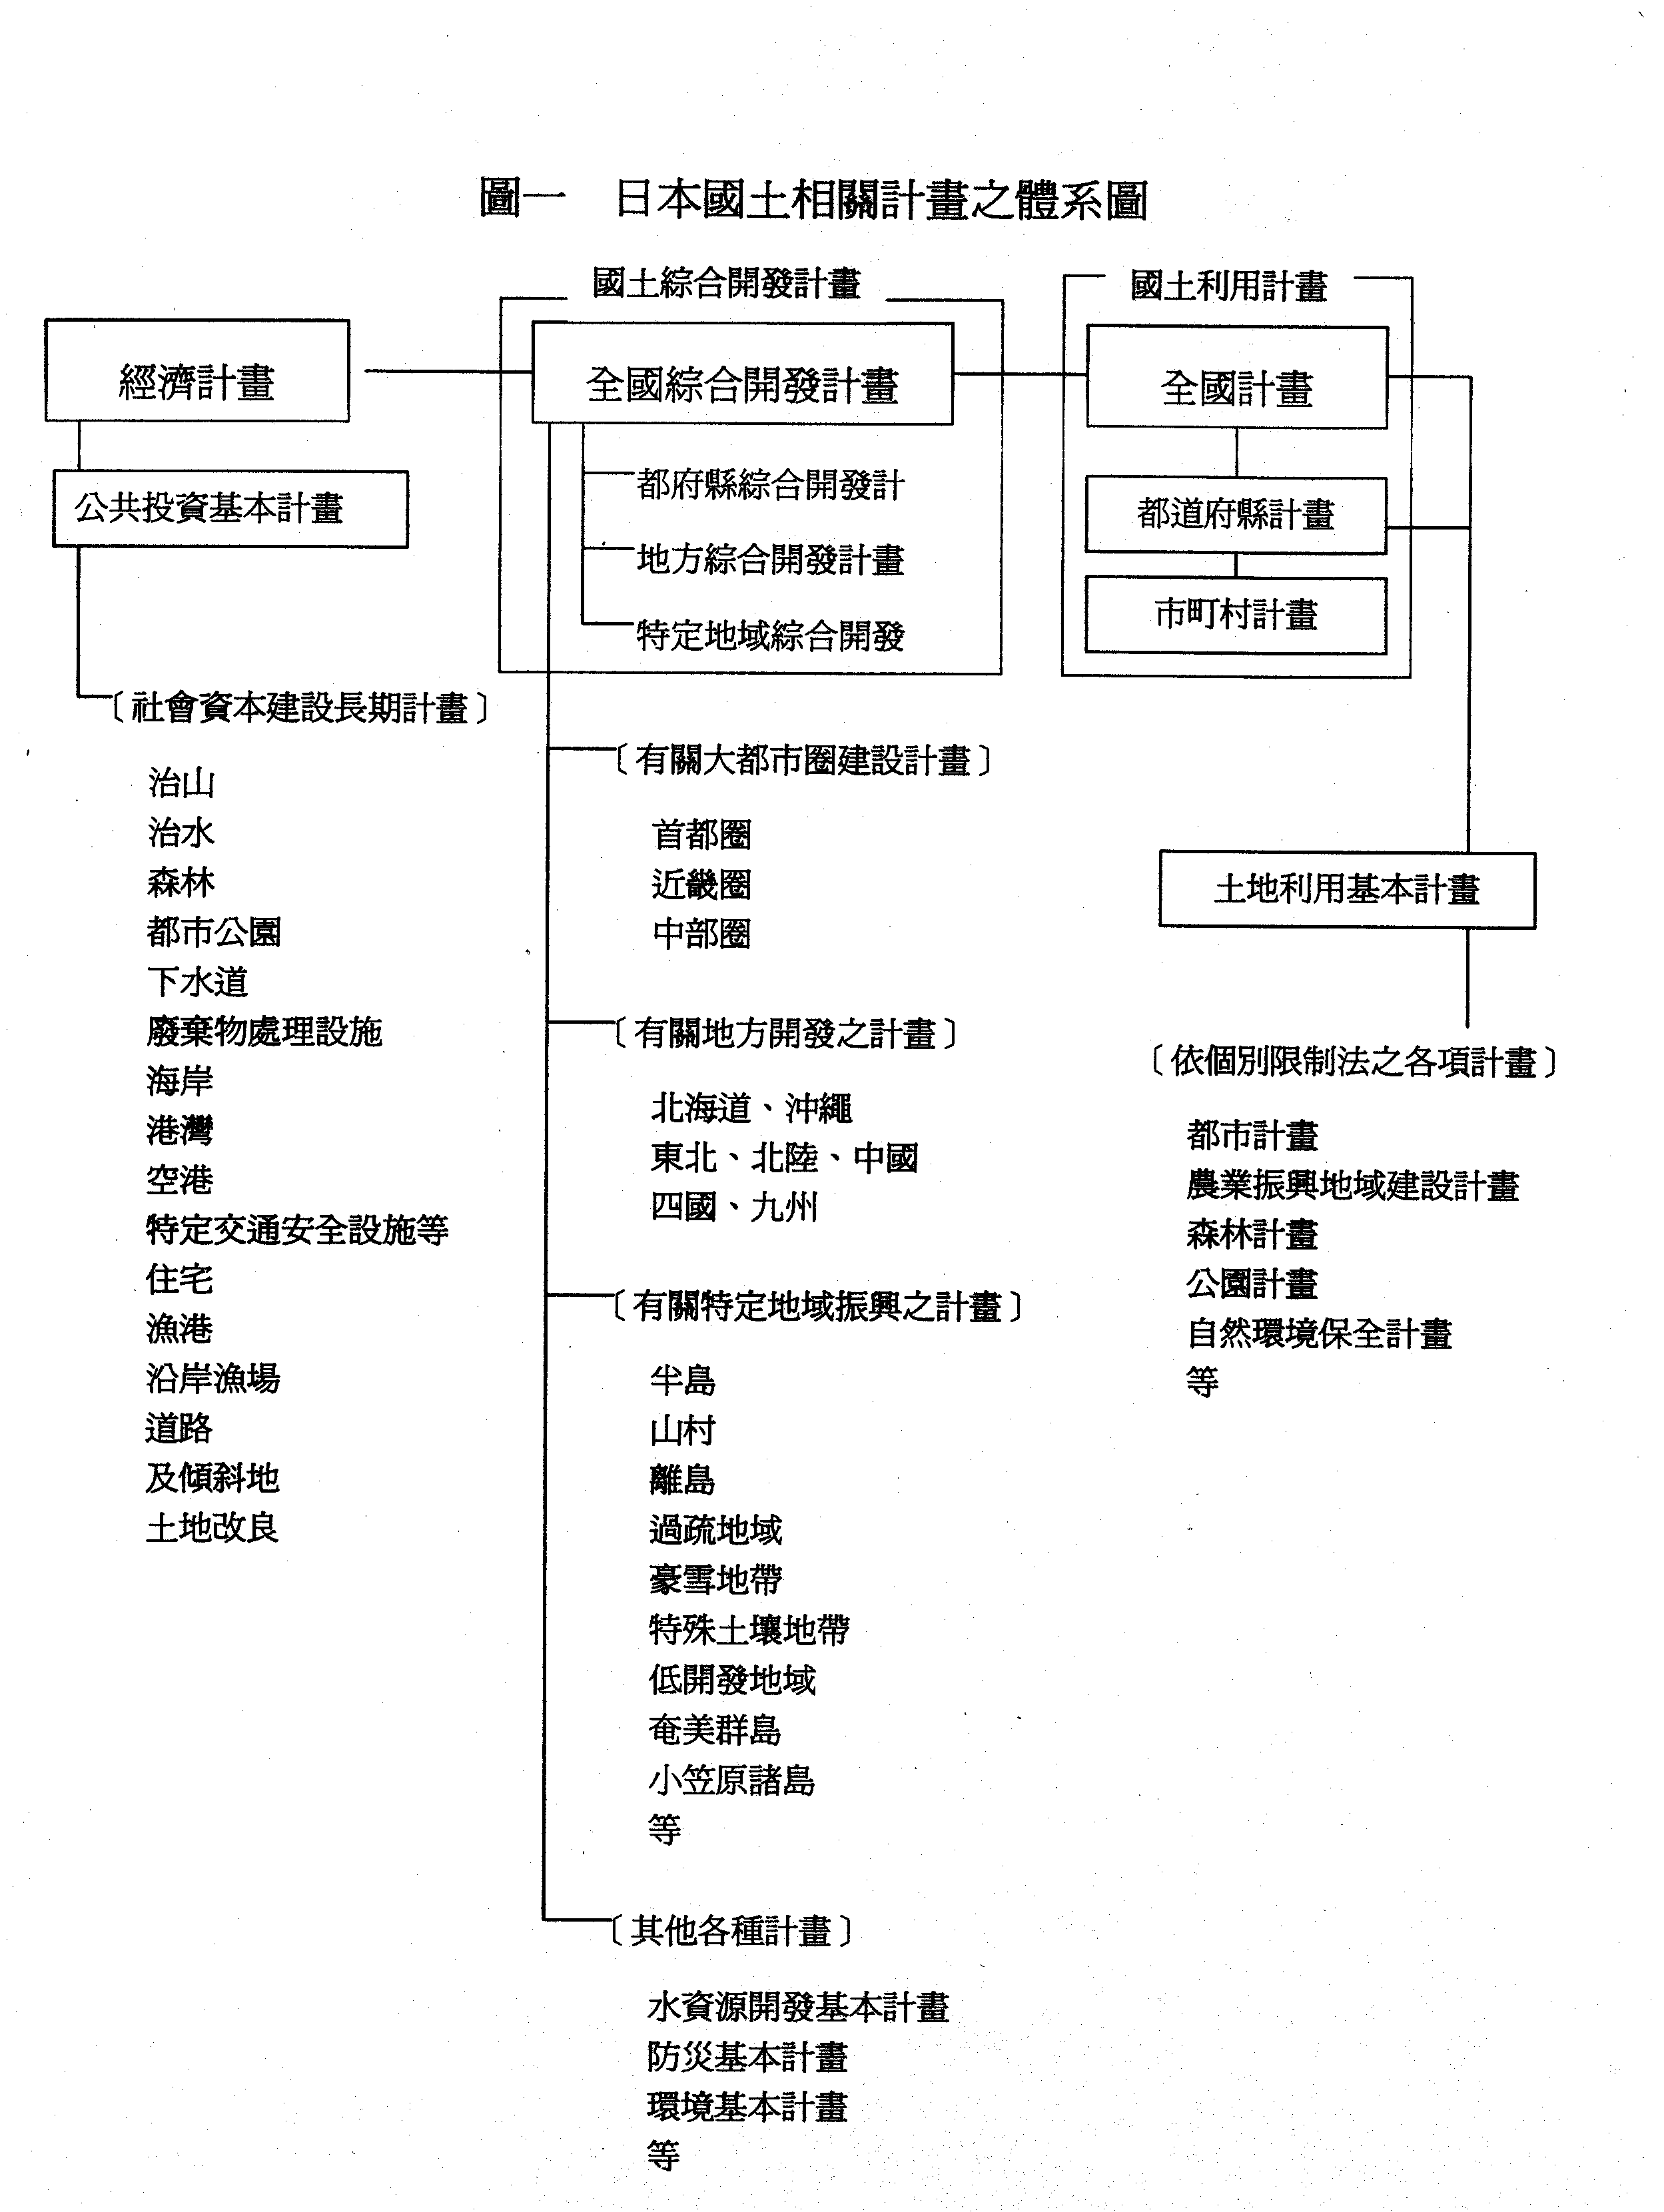 圖一　日本國土相關計畫之體系圖
國土綜合開發計畫
國土利用計畫
經濟計畫
全國綜合開發計畫
全國計畫
公共投資基本計畫
都府縣綜合開發計
地方綜合開發計畫
特定地域綜合開發
都道府縣計畫
市町村計畫
〔社會資本建設長期計畫〕
治山
治水
森林
都市公園
下水道
廢棄物處理設施
海岸
港灣
空港
特定交通安全設施等
住宅
漁港
沿岸漁場
道路
及傾斜地
土地改良
〔有關大都市圈建設計畫〕
首都圈
近畿圈
中部圈
〔有關地方開發之計畫〕
北海道、沖繩
東北、北陸、中國
四國、九州
〔有關特定地域振興之計畫〕
半島
山村
離島
過疏地域
豪雪地帶
特殊土壤地帶
低開發地域
奄美群島
小笠原諸島
等
〔其他各種計畫〕
水資源開發基本計畫
防災基本計畫
環境基本計畫
等
土地利用基本計畫
〔依個別限制法之各項計畫〕
都市計畫
農業振興地域建設計畫
森林計畫
公園計畫
自然環境保全計畫
等